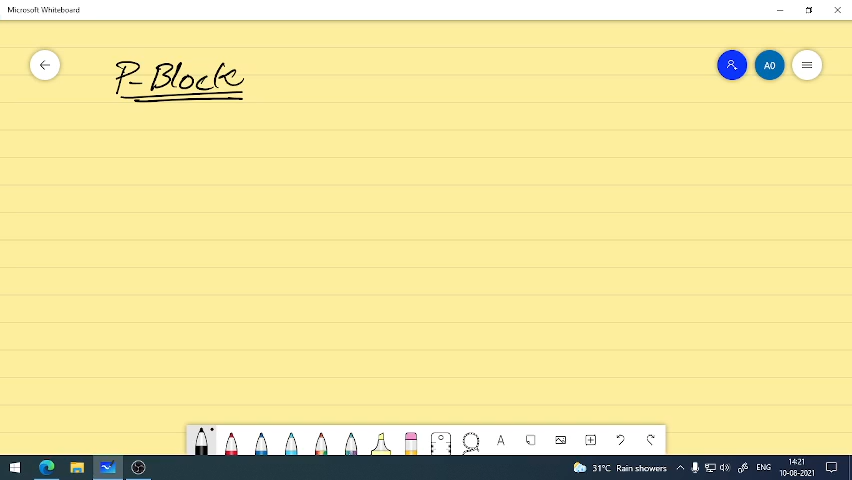 Microsoft Whiteboard
P-Block
A0
A
31°C Rain showers
ENG
14:21
10-08-2021